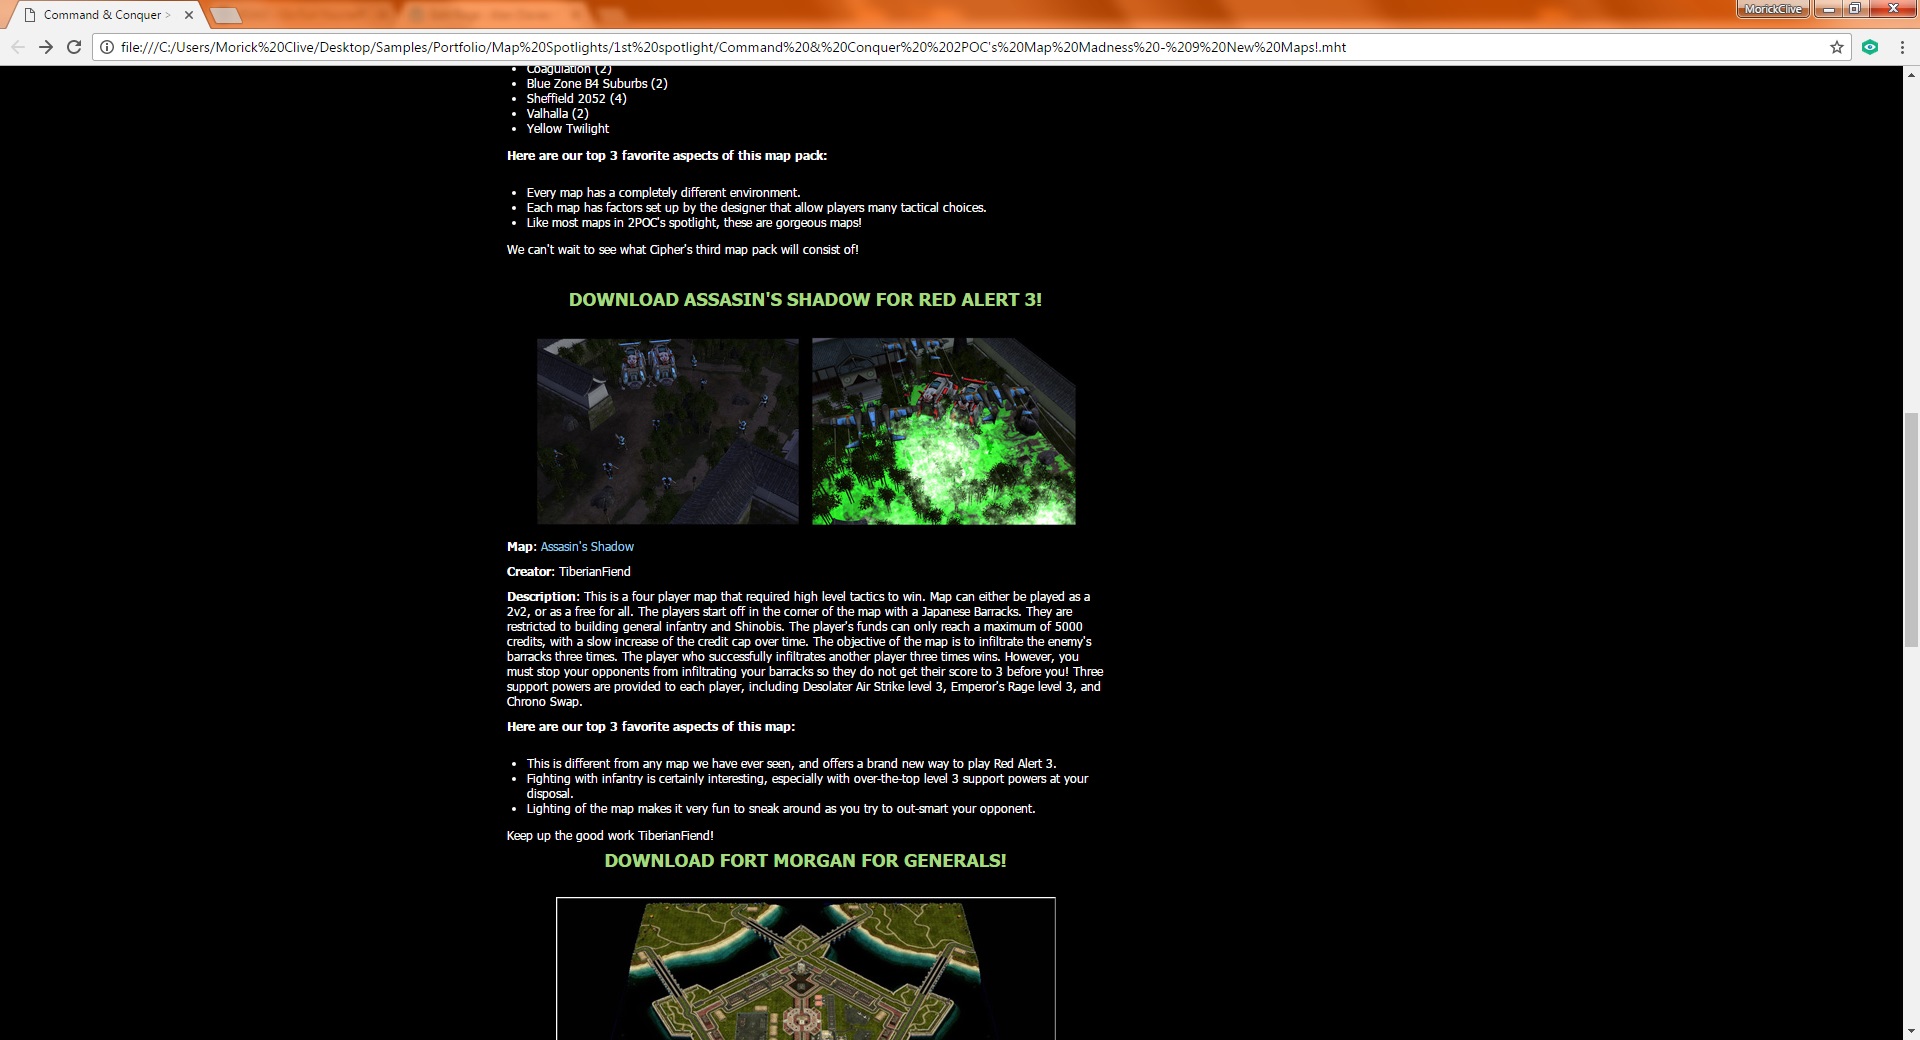 Command & Conquer >
MorickClive
file:///C:/Users/Morick%20Clive/Desktop/Samples/Portfolio/Map%20Spotlights/1st%20spotlight/Command%20&%20Conquer%20%202POC's%20Map%20Madness%20-%209%20New%20Maps!.mht
Coagulation (2)
Blue Zone B4 Suburbs (2)
Sheffield 2052 (4)
Valhalla (2)
Yellow Twilight
Here are our top 3 favorite aspects of this map pack:
Every map has a completely different environment.
Each map has factors set up by the designer that allow players many tactical choices.
Like most maps in 2POC's spotlight, these are gorgeous maps!
We can't wait to see what Cipher's third map pack will consist of!
DOWNLOAD ASSASIN'S SHADOW FOR RED ALERT 3!
Map: Assasin's Shadow
Creator: TiberianFiend
Description: This is a four player map that required high level tactics to win. Map can either be played as a
2v2, or as a free for all. The players start off in the corner of the map with a Japanese Barracks. They are
restricted to building general infantry and Shinobis. The player's funds can only reach a maximum of 5000
credits, with a slow increase of the credit cap over time. The objective of the map is to infiltrate the enemy's
barracks three times. The player who successfully infiltrates another player three times wins. However, you
must stop your opponents from infiltrating your barracks so they do not get their score to 3 before you! Three
support powers are provided to each player, including Desolater Air Strike level 3, Emperor's Rage level 3, and
Chrono Swap.
Here are our top 3 favorite aspects of this map:
This is different from any map we have ever seen, and offers a brand new way to play Red Alert 3.
Fighting with infantry is certainly interesting, especially with over-the-top level 3 support powers at your
disposal.
Lighting of the map makes it very fun to sneak around as you try to out-smart your opponent.
Keep up the good work TiberianFiend!
DOWNLOAD FORT MORGAN FOR GENERALS!